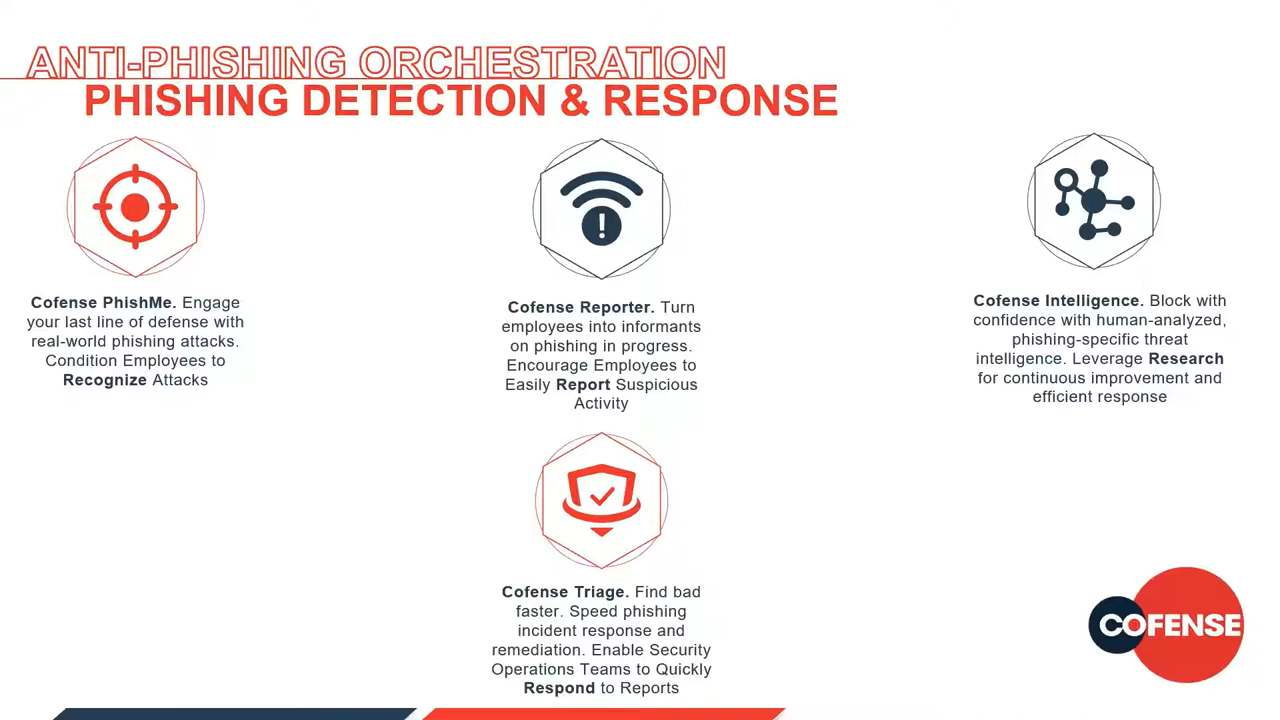 ANTI-PHISHING ORCHESTRATION
PHISHING DETECTION & RESPONSE
Cofense PhishMe. Engage
your last line of defense with
real-world phishing attacks.
Condition Employees to
Recognize Attacks
Cofense Reporter. Turn
employees into informants
on phishing in progress.
Encourage Employees to
Easily Report Suspicious
Activity
Cofense Intelligence. Block with
confidence with human-analyzed,
phishing-specific threat
intelligence. Leverage Research
for continuous improvement and
efficient response
Cofense Triage. Find bad
faster. Speed phishing
incident response and
remediation. Enable Security
Operations Teams to Quickly
Respond to Reports
COFENSE